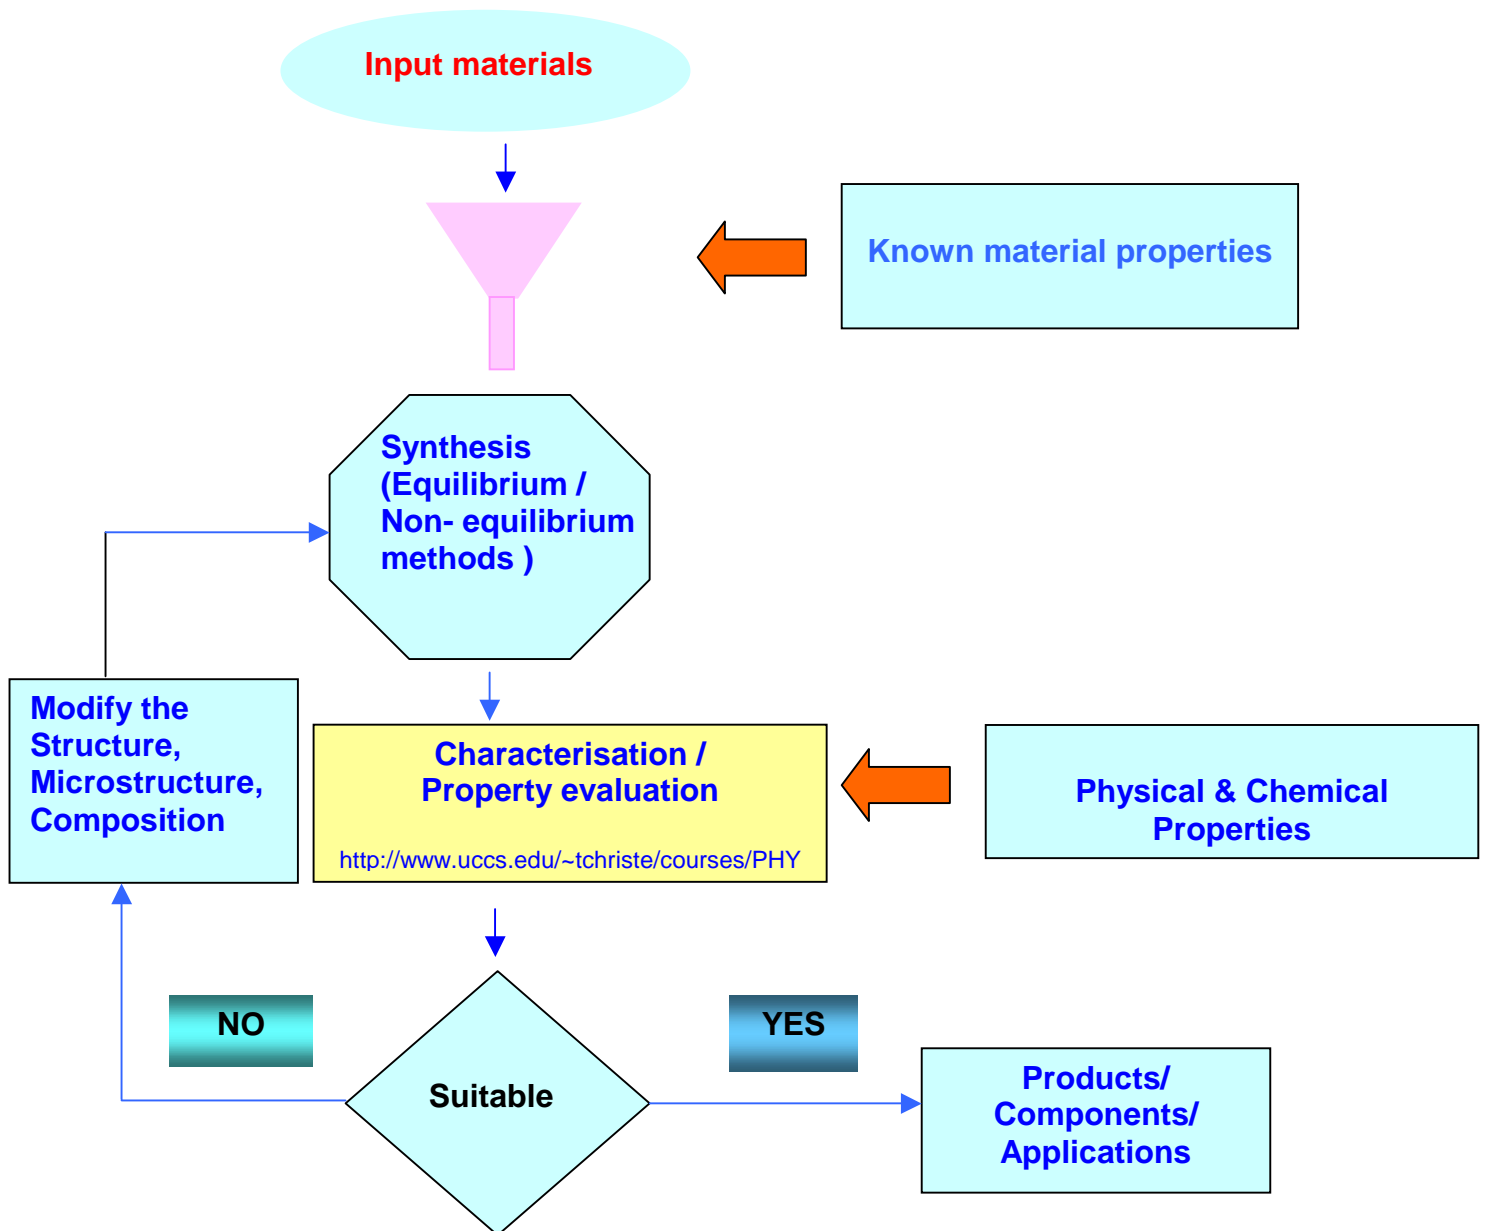 Input materials
Known material properties
Synthesis
(Equilibrium /
Non- equilibrium
methods )
Modify the
Structure,
Microstructure,
Composition
Characterisation /
Property evaluation
http://www.uccs.edu/~tchriste/courses/PHY
Physical & Chemical
Properties
NO
YES
Suitable
Products/
Components/
Applications